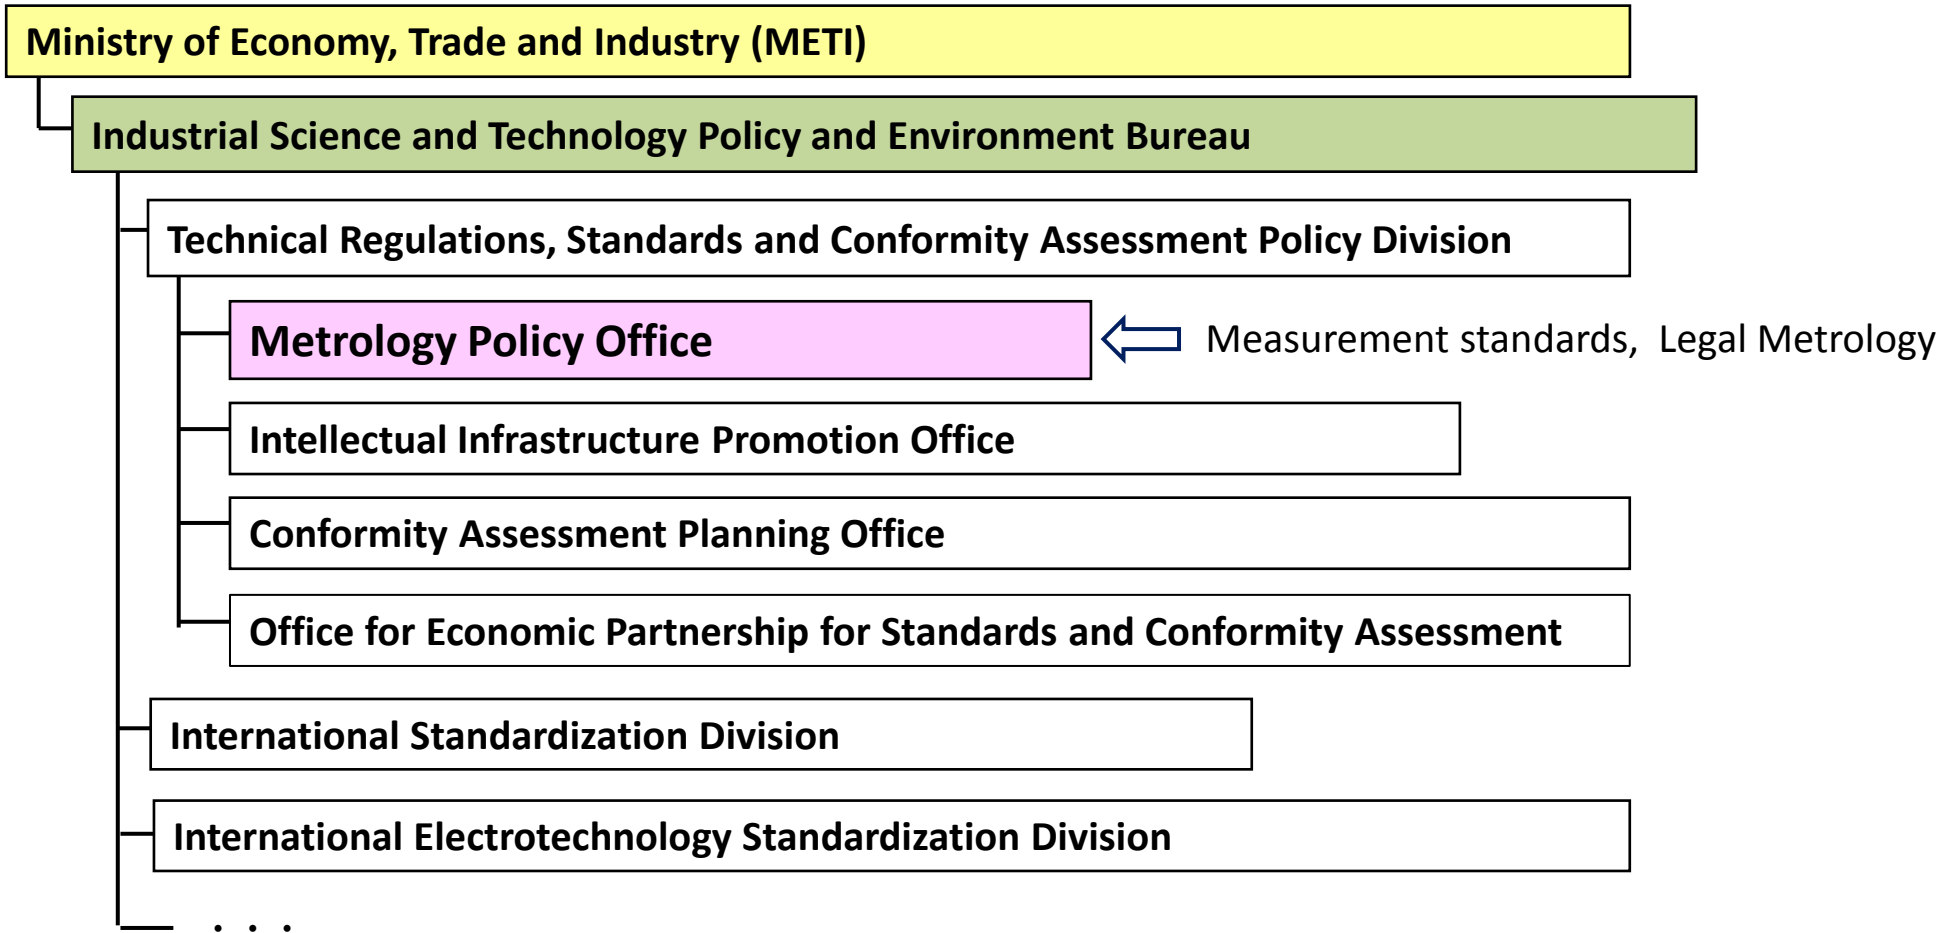 Ministry of Economy, Trade and Industry (METI)
Industrial Science and Technology Policy and Environment Bureau
Technical Regulations, Standards and Conformity Assessment Policy Division
Metrology Policy Office
Measurement standards, Legal Metrology
Intellectual Infrastructure Promotion Office
Conformity Assessment Planning Office
Office for Economic Partnership for Standards and Conformity Assessment
International Standardization Division
International Electrotechnology Standardization Division
. . .